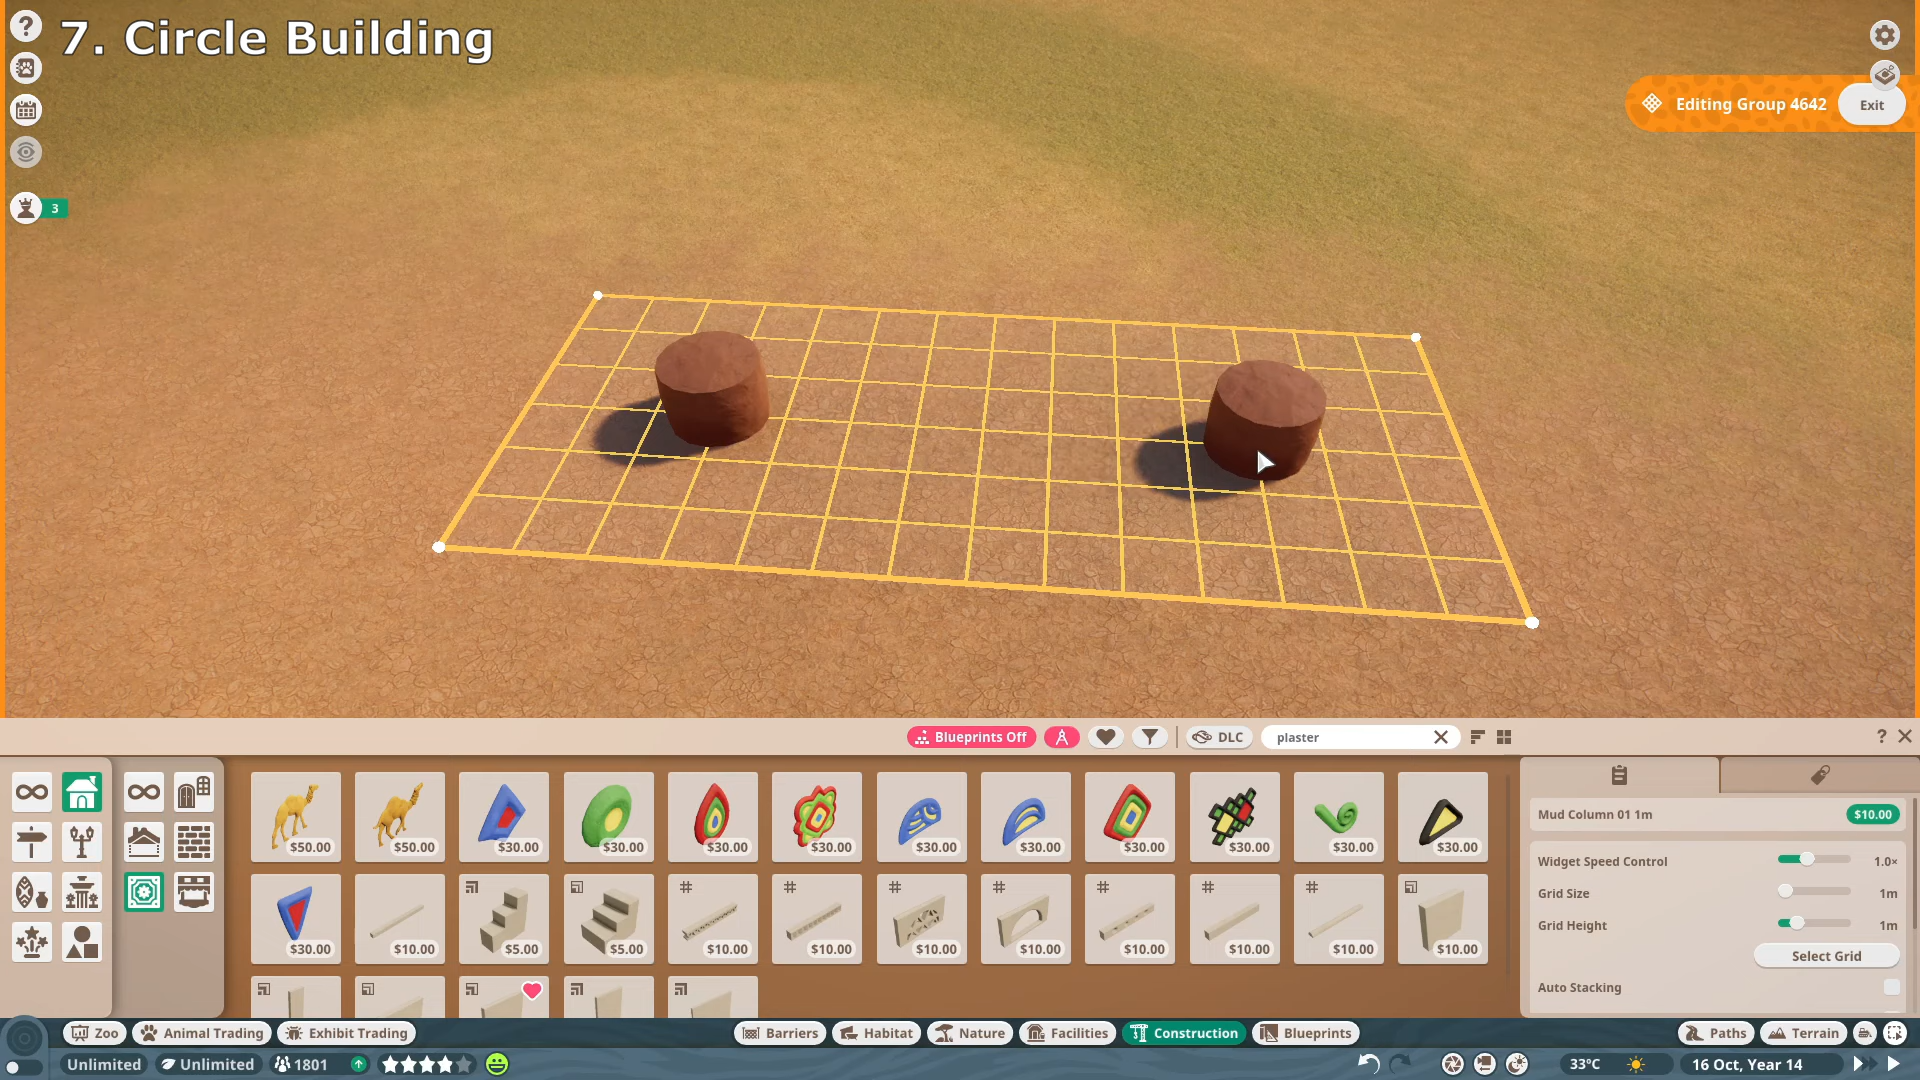 7. Circle Building
Editing Group 4642
Exit
3
Blueprints Off
DLC
plaster
?
$50.00
$50.00
$30.00
$30.00
$30.00
$30.00
$30.00
$30.00
$30.00
$30.00
$30.00
$30.00
$30.00
$10.00
$5.00
$5.00
$10.00
$10.00
$10.00
$10.00
$10.00
$10.00
$10.00
$10.00
Mud Column 01 1m
$10.00
Widget Speed Control
1.0×
Grid Size
1m
Grid Height
1m
Select Grid
Auto Stacking
Zoo
Animal Trading
Exhibit Trading
Barriers
Habitat
Nature
Facilities
Construction
Blueprints
Paths
Terrain
Unlimited
Unlimited
1801
33°C
16 Oct, Year 14